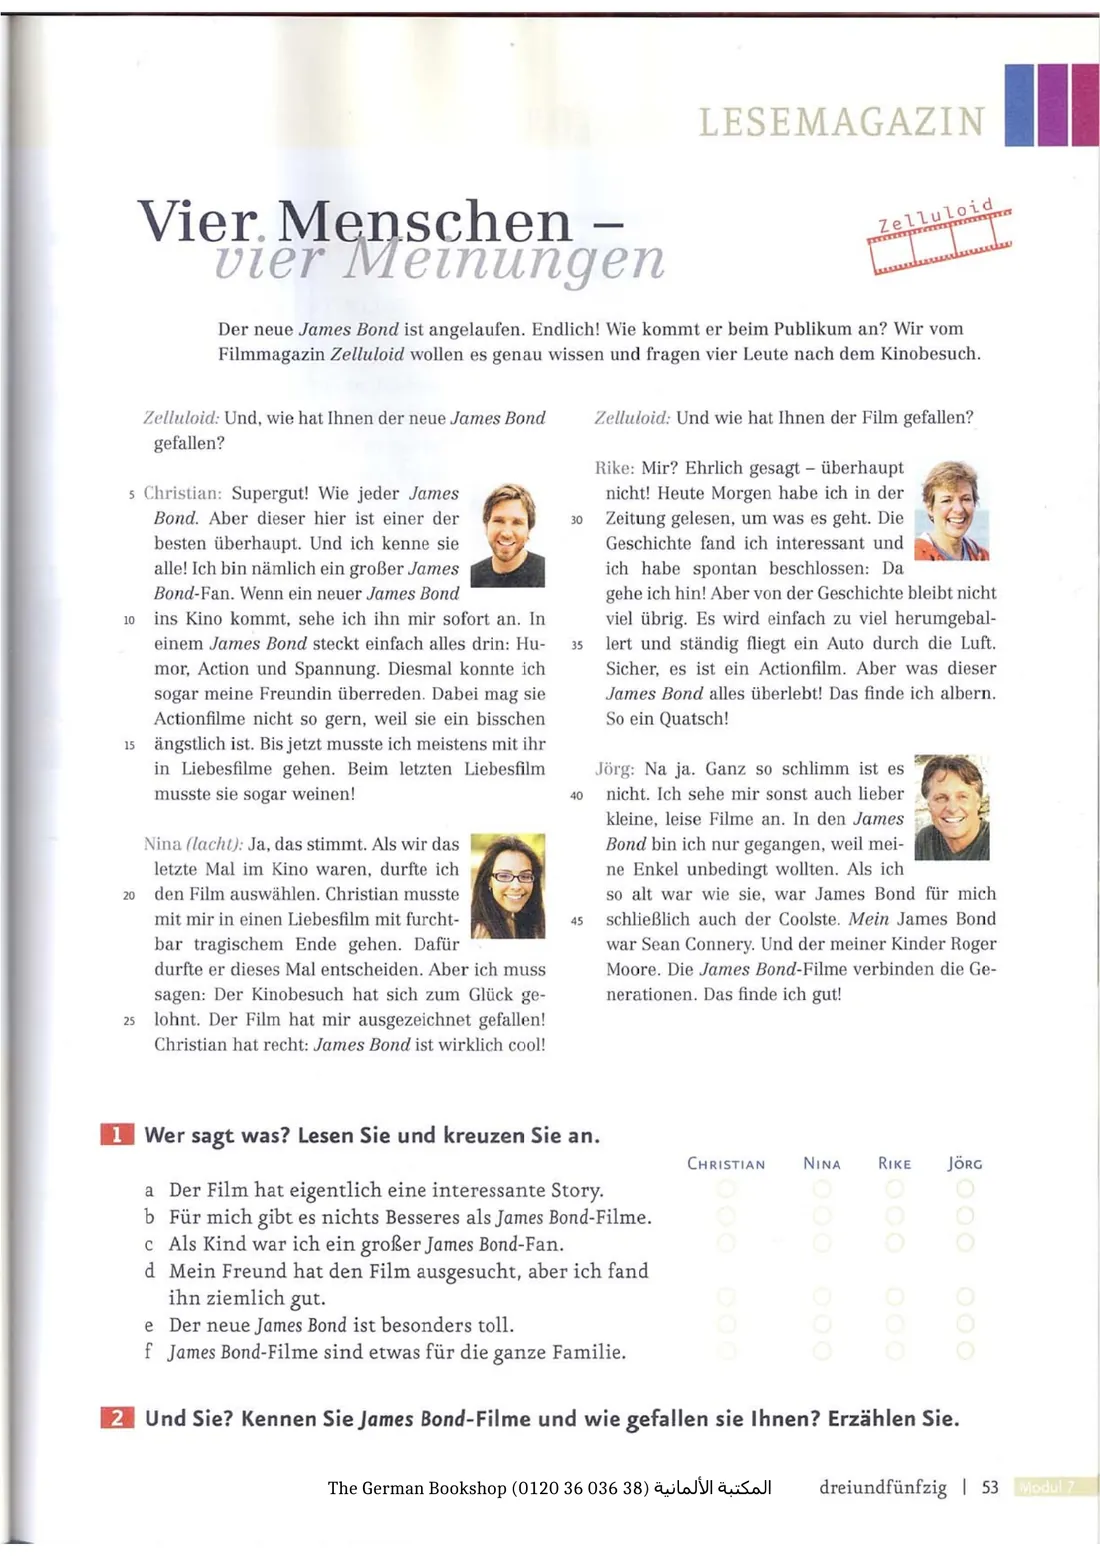 LESEMAGAZIN
Vier Menschen –
vier Meinungen
Zelluloid
Der neue James Bond ist angelaufen. Endlich! Wie kommt er beim Publikum an? Wir vom
Filmmagazin Zelluloid wollen es genau wissen und fragen vier Leute nach dem Kinobesuch.
Zelluloid: Und, wie hat Ihnen der neue James Bond
gefallen?
5 Christian: Supergut! Wie jeder James
Bond. Aber dieser hier ist einer der
besten überhaupt. Und ich kenne sie
alle! Ich bin nämlich ein großer James
Bond-Fan. Wenn ein neuer James Bond
10 ins Kino kommt, sehe ich ihn mir sofort an. In
einem James Bond steckt einfach alles drin: Hu-
mor, Action und Spannung. Diesmal konnte ich
sogar meine Freundin überreden. Dabei mag sie
Actionfilme nicht so gern, weil sie ein bisschen
15 ängstlich ist. Bis jetzt musste ich meistens mit ihr
in Liebesfilme gehen. Beim letzten Liebesfilm
musste sie sogar weinen!
Nina (lacht): Ja, das stimmt. Als wir das
letzte Mal im Kino waren, durfte ich
20 den Film auswählen. Christian musste
mit mir in einen Liebesfilm mit furcht-
bar tragischem Ende gehen. Dafür
durfte er dieses Mal entscheiden. Aber ich muss
sagen: Der Kinobesuch hat sich zum Glück ge-
25 lohnt. Der Film hat mir ausgezeichnet gefallen!
Christian hat recht: James Bond ist wirklich cool!
Zelluloid: Und wie hat Ihnen der Film gefallen?
Rike: Mir? Ehrlich gesagt – überhaupt
nicht! Heute Morgen habe ich in der
30 Zeitung gelesen, um was es geht. Die
Geschichte fand ich interessant und
ich habe spontan beschlossen: Da
gehe ich hin! Aber von der Geschichte bleibt nicht
viel übrig. Es wird einfach zu viel herumgebal-
35 lert und ständig fliegt ein Auto durch die Luft.
Sicher, es ist ein Actionfilm. Aber was dieser
James Bond alles überlebt! Das finde ich albern.
So ein Quatsch!
Jörg: Na ja. Ganz so schlimm ist es
40 nicht. Ich sehe mir sonst auch lieber
kleine, leise Filme an. In den James
Bond bin ich nur gegangen, weil mei-
ne Enkel unbedingt wollten. Als ich
so alt war wie sie, war James Bond für mich
45 schließlich auch der Coolste. Mein James Bond
war Sean Connery. Und der meiner Kinder Roger
Moore. Die James Bond-Filme verbinden die Ge-
nerationen. Das finde ich gut!
1 Wer sagt was? Lesen Sie und kreuzen Sie an.
CHRISTIAN NINA RIKE JÖRG
a Der Film hat eigentlich eine interessante Story.
b Für mich gibt es nichts Besseres als James Bond-Filme.
c Als Kind war ich ein großer James Bond-Fan.
d Mein Freund hat den Film ausgesucht, aber ich fand
ihn ziemlich gut.
e Der neue James Bond ist besonders toll.
f James Bond-Filme sind etwas für die ganze Familie.
2 Und Sie? Kennen Sie James Bond-Filme und wie gefallen sie Ihnen? Erzählen Sie.
The German Bookshop (0120 36 036 38) المكتبة الألمانية
dreiundfünfzig | 53 Modul 7